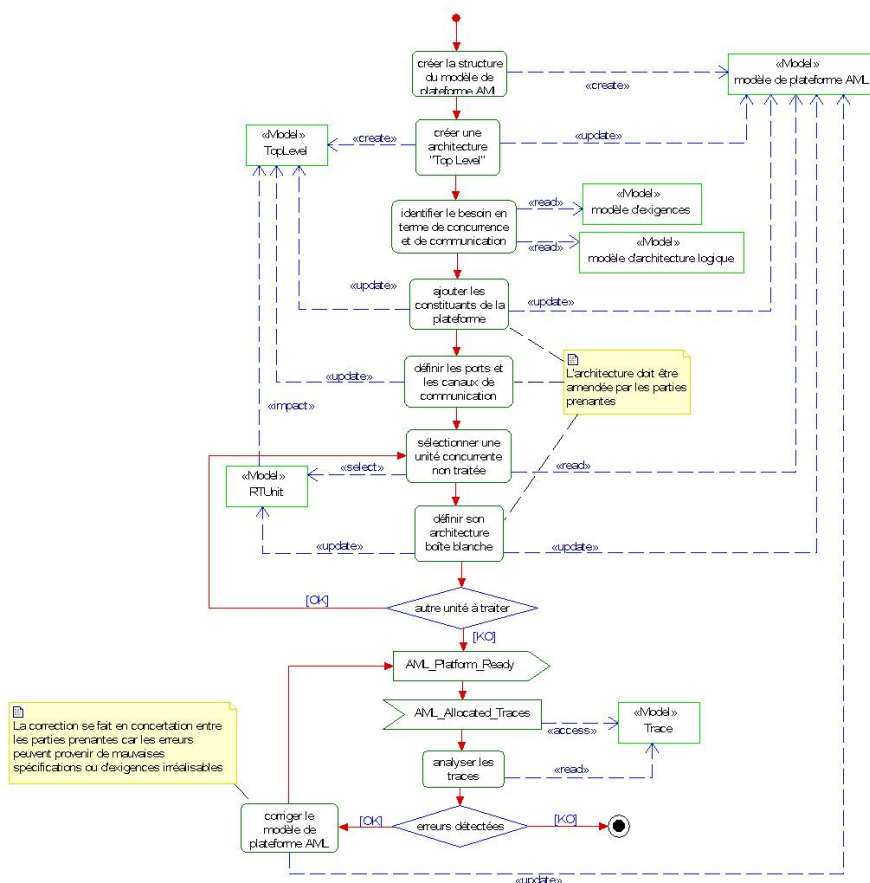 créer la structure
du modèle de
plateforme AML
«Model»
modèle de plateforme AML
«create»
créer une
architecture
"Top Level"
«Model»
TopLevel
«create»
«update»
identifier le besoin en
terme de concurrence
et de communication
«read»
«Model»
modèle d'exigences
«read»
«Model»
modèle d'architecture logique
ajouter les
constituants de la
plateforme
«update»
«update»
définir les ports et
les canaux de
communication
«update»
L'architecture doit être
amendée par les parties
prenantes
«impact»
sélectionner une
unité concurrente
non traitée
«select»
«read»
«Model»
RTUnit
définir son
architecture
boîte blanche
«update»
«update»
autre unité à traiter
[OK]
[KO]
AML_Platform_Ready
AML_Allocated_Traces
«access»
«Model»
Trace
La correction se fait en concertation entre
les parties prenantes car les erreurs
peuvent provenir de mauvaises
spécifications ou d'exigences irréalisables
analyser les
traces
«read»
corriger le
modèle de
plateforme AML
[OK]
erreurs détectées
[KO]
«update»